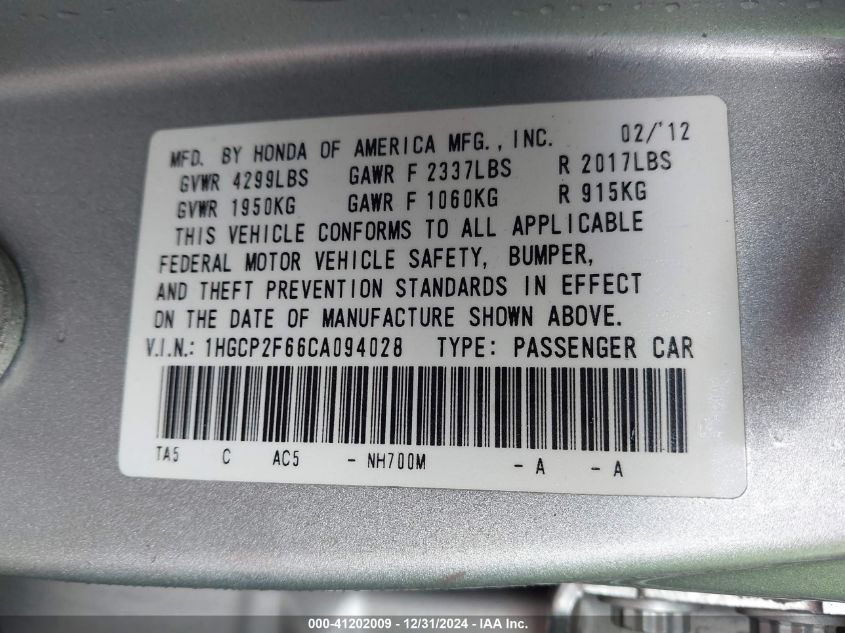 MFD. BY HONDA OF AMERICA MFG., INC. 02/'12
GVWR 4299LBS GAWR F 2337LBS R 2017LBS
GVWR 1950KG GAWR F 1060KG R 915KG
THIS VEHICLE CONFORMS TO ALL APPLICABLE
FEDERAL MOTOR VEHICLE SAFETY, BUMPER,
AND THEFT PREVENTION STANDARDS IN EFFECT
ON THE DATE OF MANUFACTURE SHOWN ABOVE.
V.I.N.: 1HGCP2F66CA094028 TYPE: PASSENGER CAR
TA5 C AC5 - NH700M - A - A
000-41202009 - 12/31/2024 - IAAI Inc.